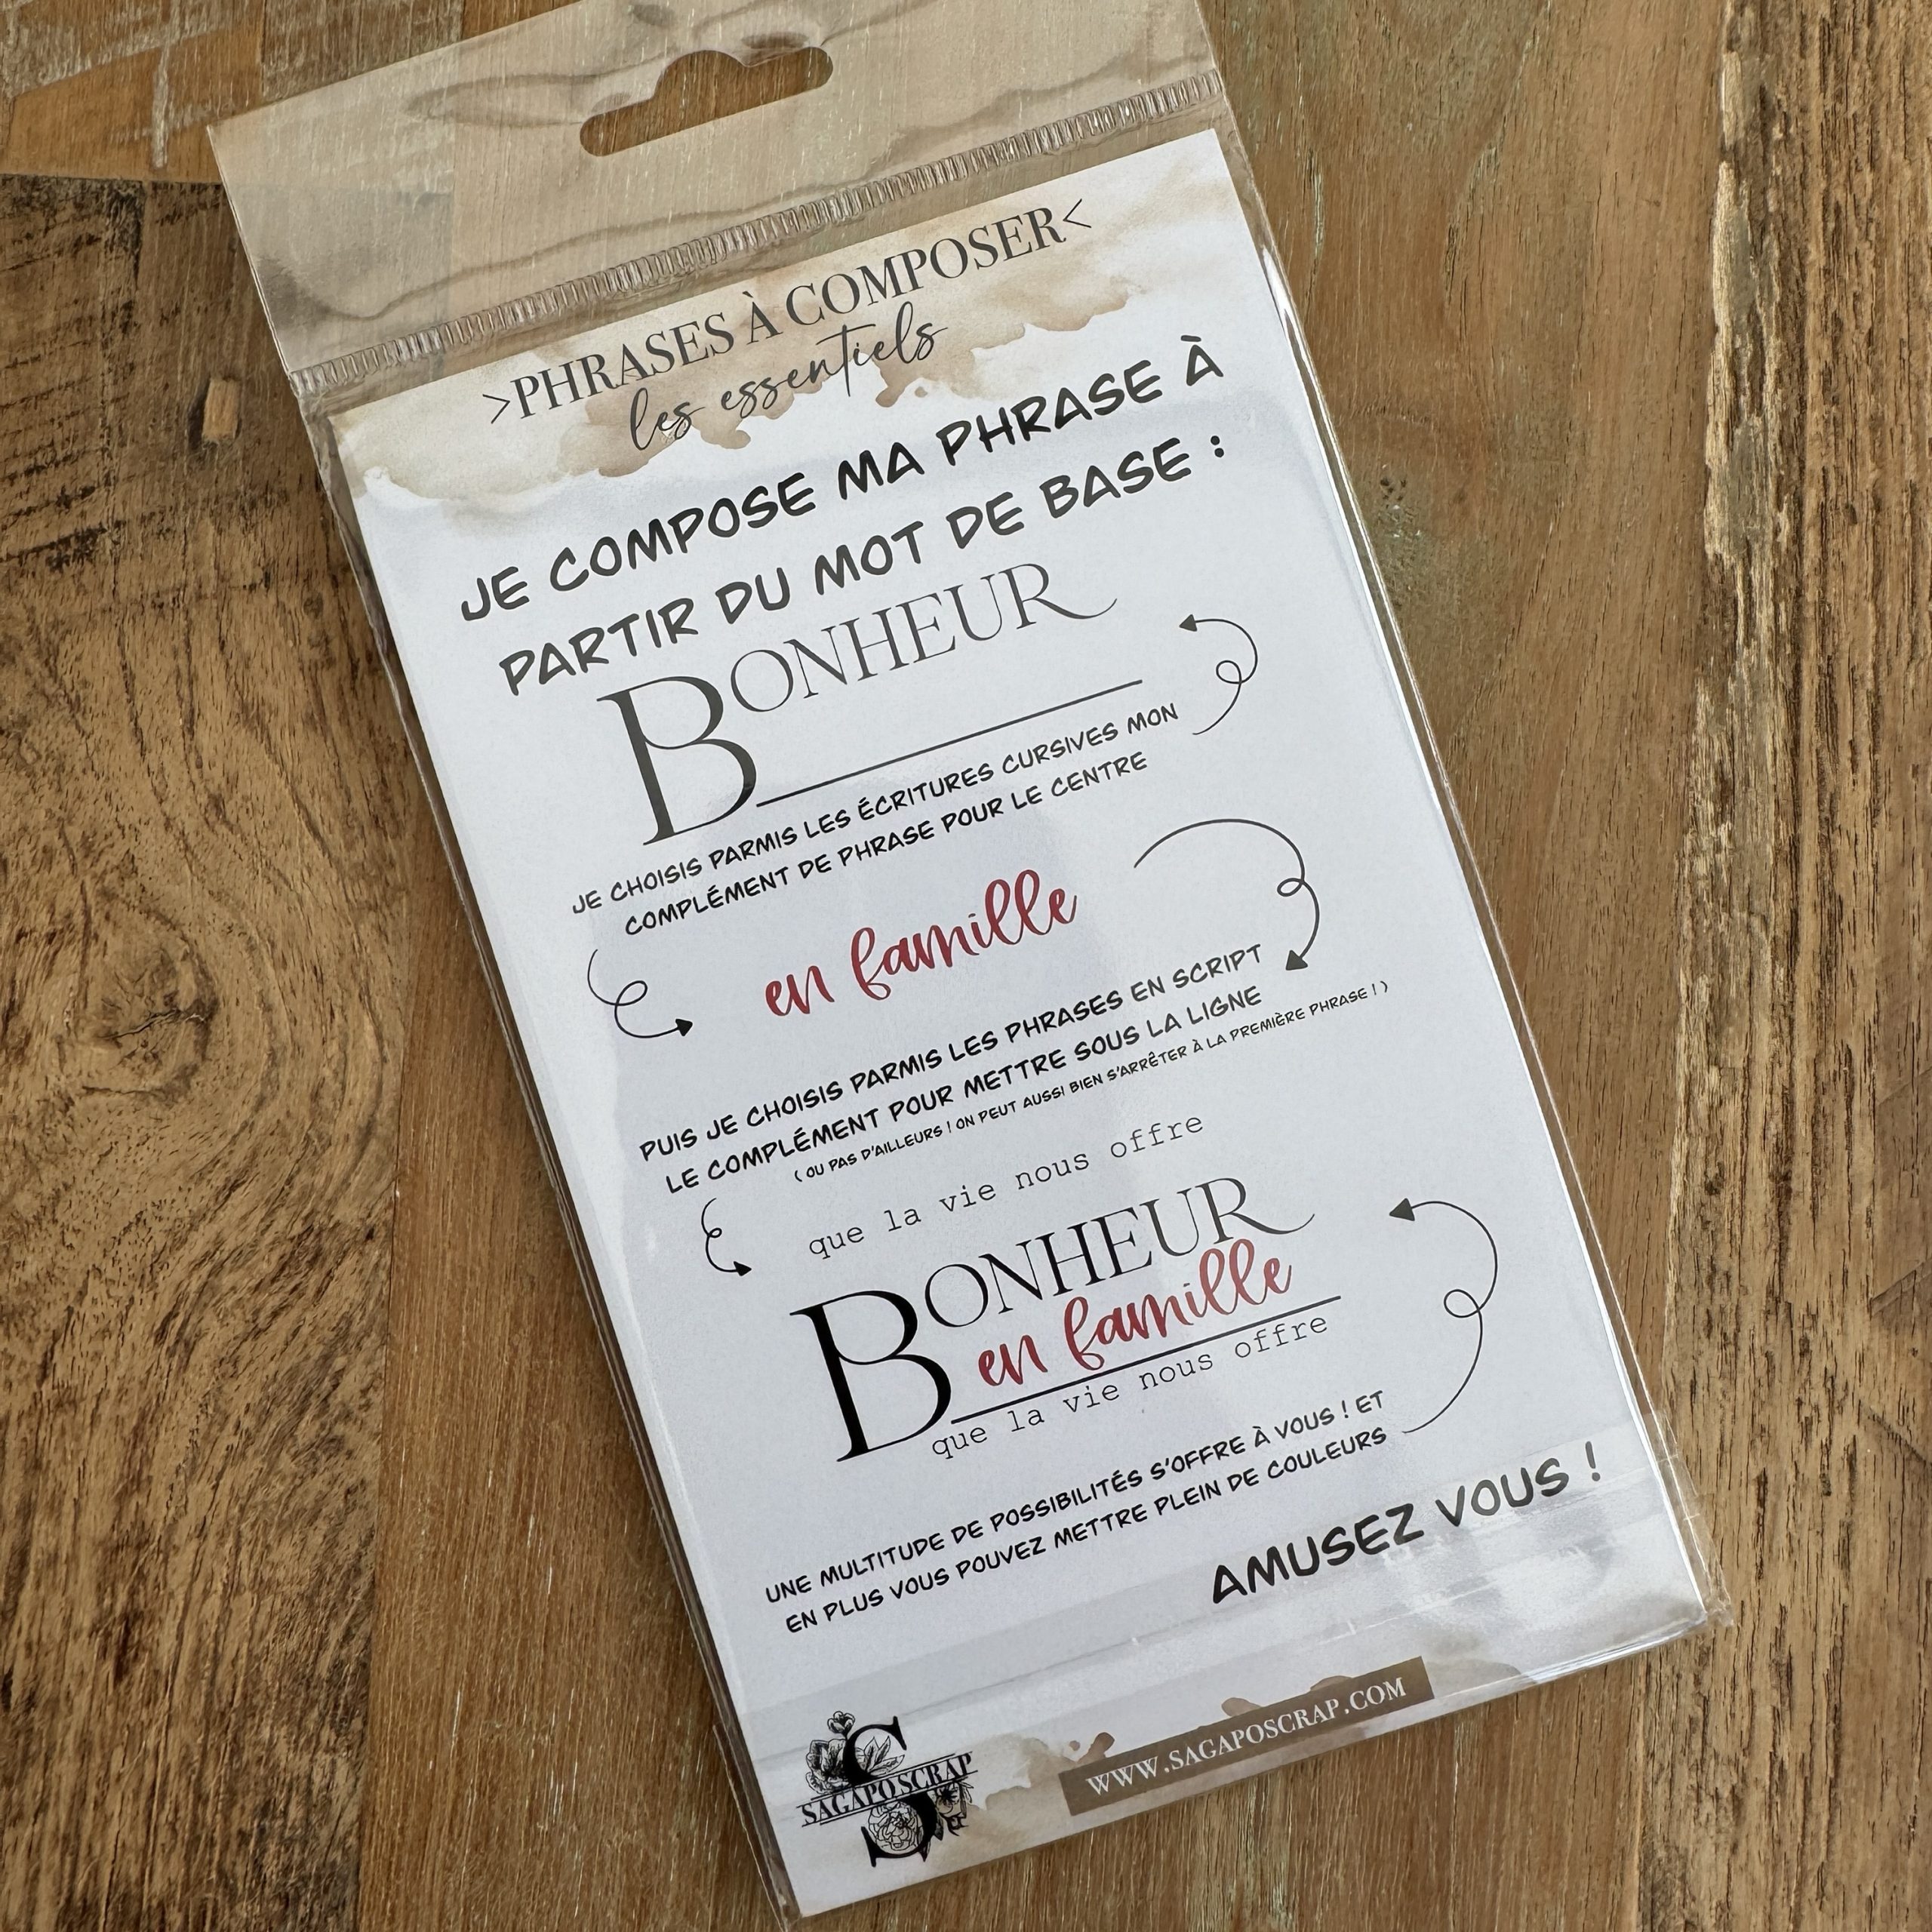 >PHRASES À COMPOSER<
les essentiels
JE COMPOSE MA PHRASE À
PARTIR DU MOT DE BASE :
BONHEUR
JE CHOISIS PARMIS LES ÉCRITURES CURSIVES MON
COMPLÉMENT DE PHRASE POUR LE CENTRE
en famille
PUIS JE CHOISIS PARMIS LES PHRASES EN SCRIPT
LE COMPLÉMENT POUR METTRE SOUS LA LIGNE
( OU PAS D'AILLEURS ! ON PEUT AUSSI BIEN S'ARRÊTER À LA PREMIÈRE PHRASE ! )
que la vie nous offre
BONHEUR
en famille
que la vie nous offre
UNE MULTITUDE DE POSSIBILITÉS S'OFFRE À VOUS ! ET
EN PLUS VOUS POUVEZ METTRE PLEIN DE COULEURS
AMUSEZ VOUS !
S
SAGAPOSCRAP
WWW.SAGAPOSCRAP.COM